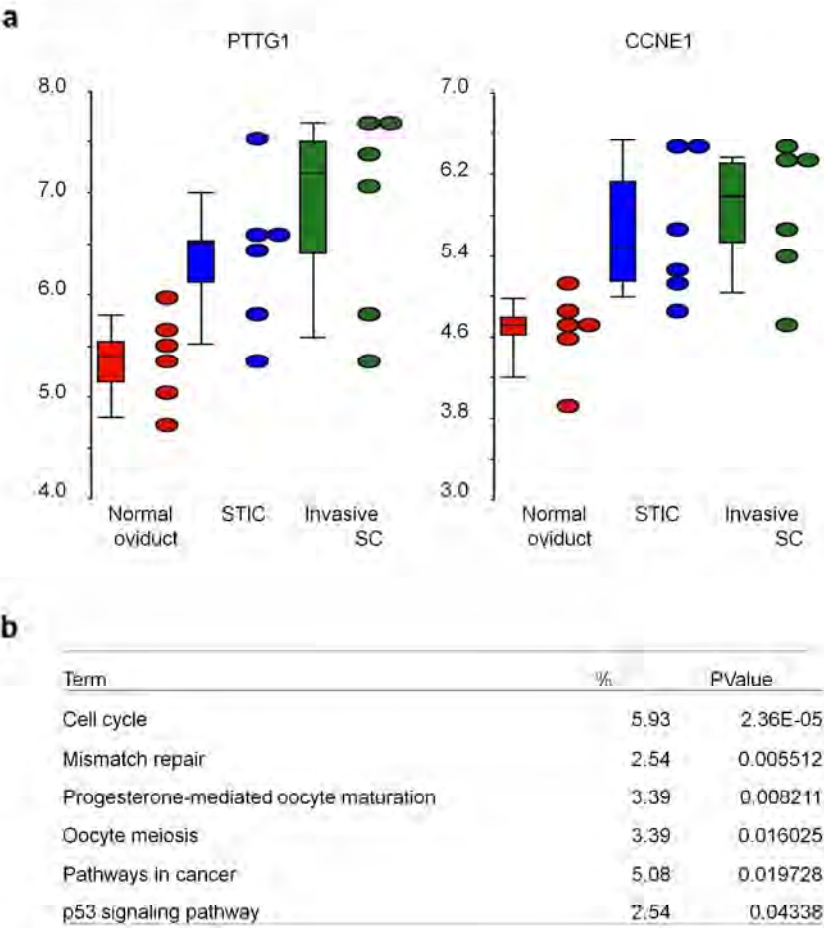 a
PTTG1
CCNE1
8.0
7.0
6.0
5.0
4.0
7.0
6.2
5.4
4.6
3.8
3.0
Normal oviduct
STIC
Invasive SC
Normal oviduct
STIC
Invasive SC
b
Term % PValue
Cell cycle 5.93 2.36E-05
Mismatch repair 2.54 0.005512
Progesterone-mediated oocyte maturation 3.39 0.008211
Oocyte meiosis 3.39 0.016025
Pathways in cancer 5.08 0.019728
p53 signaling pathway 2.54 0.04338